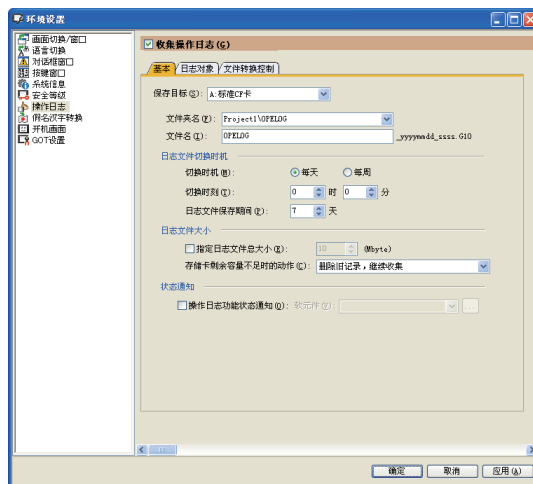 环境设置
画面切换/窗口
语言切换
对话框窗口
按键窗口
系统信息
安全等级
操作日志
假名汉字转换
开机画面
GOT设置
收集操作日志(G)
基本 日志对象 文件转换控制
保存目标(S): A:标准CF卡
文件夹名(F): Project1\OPELOG
文件名(I): OPELOG _yyyymmdd_ssss.G10
日志文件切换时机
切换时机(M): 每天 每周
切换时刻(T): 0 时 0 分
日志文件保存期间(P): 7 天
日志文件大小
指定日志文件总大小(E): 10 (Mbyte)
存储卡剩余容量不足时的动作(C): 删除旧记录,继续收集
状态通知
操作日志功能状态通知(O): 软元件(V): ...
确定 取消 应用(A)